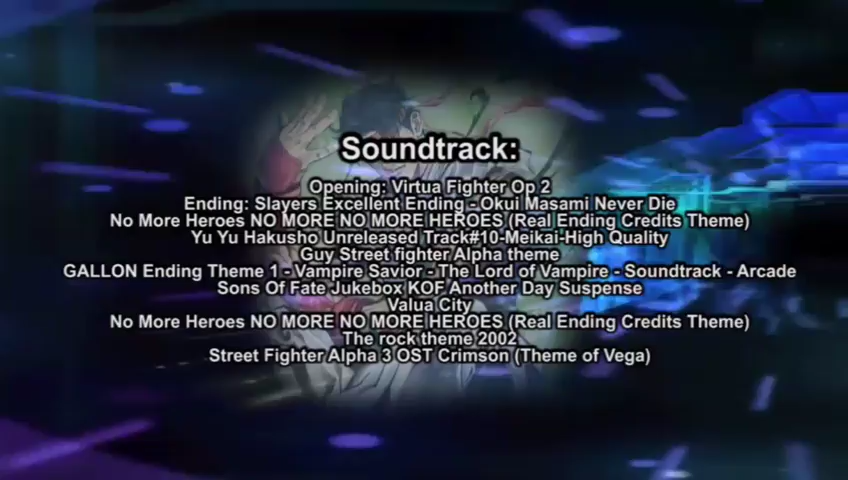 Soundtrack:
Opening: Virtua Fighter Op 2
Ending: Slayers Excellent Ending - Okui Masami Never Die
No More Heroes NO MORE NO MORE HEROES (Real Ending Credits Theme)
Yu Yu Hakusho Unreleased Track#10-Meikai-High Quality
Guy Street fighter Alpha theme
GALLON Ending Theme 1 - Vampire Savior - The Lord of Vampire - Soundtrack - Arcade
Sons Of Fate Jukebox KOF Another Day Suspense
Valua City
No More Heroes NO MORE NO MORE HEROES (Real Ending Credits Theme)
The rock theme 2002
Street Fighter Alpha 3 OST Crimson (Theme of Vega)